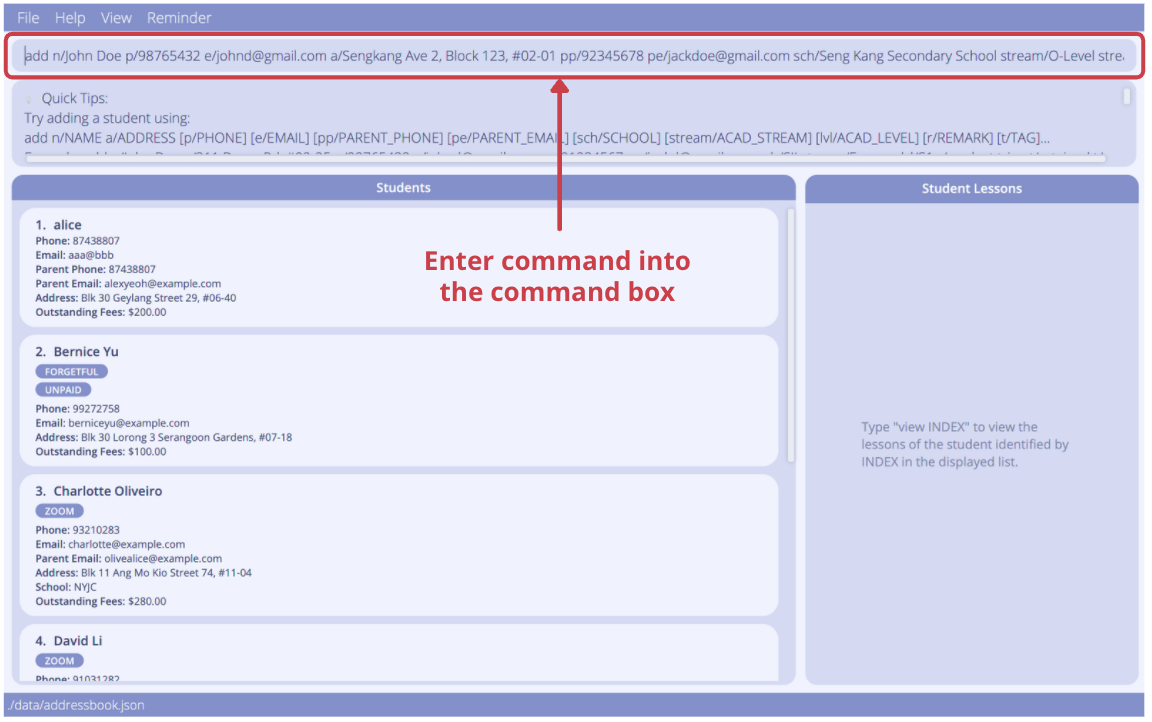 File Help View Reminder
add n/John Doe p/98765432 e/johnd@gmail.com a/Sengkang Ave 2, Block 123, #02-01 pp/92345678 pe/jackdoe@gmail.com sch/Seng Kang Secondary School stream/O-Level stre
Quick Tips:
Try adding a student using:
add n/NAME a/ADDRESS [p/PHONE] [e/EMAIL] [pp/PARENT_PHONE] [pe/PARENT_EMAIL] [sch/SCHOOL] [stream/ACAD_STREAM] [lvl/ACAD_LEVEL] [r/REMARK] [t/TAG]...
Students
1. alice
Phone: 87438807
Email: aaa@bbb
Parent Phone: 87438807
Parent Email: alexyeoh@example.com
Address: Blk 30 Geylang Street 29, #06-40
Outstanding Fees: $200.00
2. Bernice Yu
FORGETFUL
UNPAID
Phone: 99272758
Email: berniceyu@example.com
Address: Blk 30 Lorong 3 Serangoon Gardens, #07-18
Outstanding Fees: $100.00
3. Charlotte Oliveiro
ZOOM
Phone: 93210283
Email: charlotte@example.com
Parent Email: olivealice@example.com
Address: Blk 11 Ang Mo Kio Street 74, #11-04
School: NYJC
Outstanding Fees: $280.00
4. David Li
ZOOM
Phone: 91031282
Enter command into
the command box
Student Lessons
Type "view INDEX" to view the
lessons of the student identified by
INDEX in the displayed list.
./data/addressbook.json